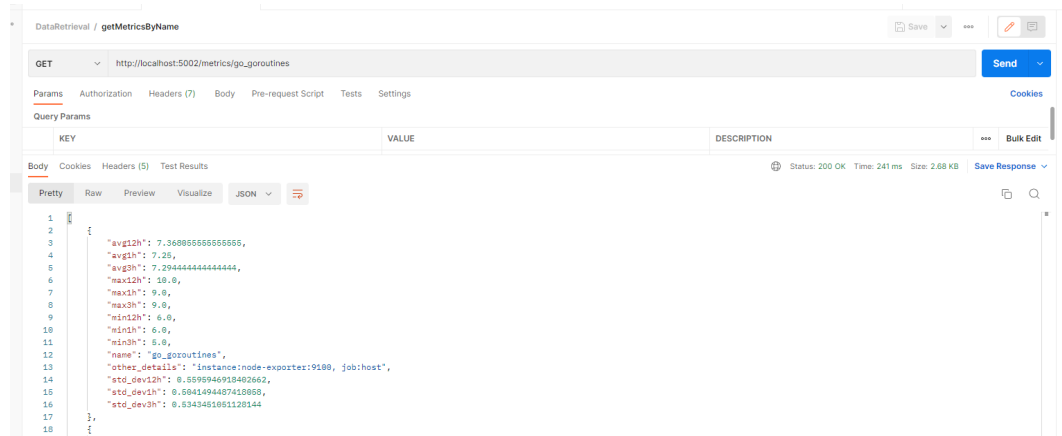 DataRetrieval / getMetricsByName
Save
GET http://localhost:5002/metrics/go_goroutines Send
Params Authorization Headers (7) Body Pre-request Script Tests Settings Cookies
Query Params
KEY VALUE DESCRIPTION Bulk Edit
Body Cookies Headers (5) Test Results Status: 200 OK Time: 241 ms Size: 2.68 KB Save Response
Pretty Raw Preview Visualize JSON
1 [
2 {
3 "avg12h": 7.368055555555555,
4 "avg1h": 7.25,
5 "avg3h": 7.294444444444444,
6 "max12h": 10.0,
7 "max1h": 9.0,
8 "max3h": 9.0,
9 "min12h": 6.0,
10 "min1h": 6.0,
11 "min3h": 5.0,
12 "name": "go_goroutines",
13 "other_details": "instance:node-exporter:9100, job:host",
14 "std_dev12h": 0.5595946918402662,
15 "std_dev1h": 0.5041494487418058,
16 "std_dev3h": 0.5343451051128144
17 },
18 {